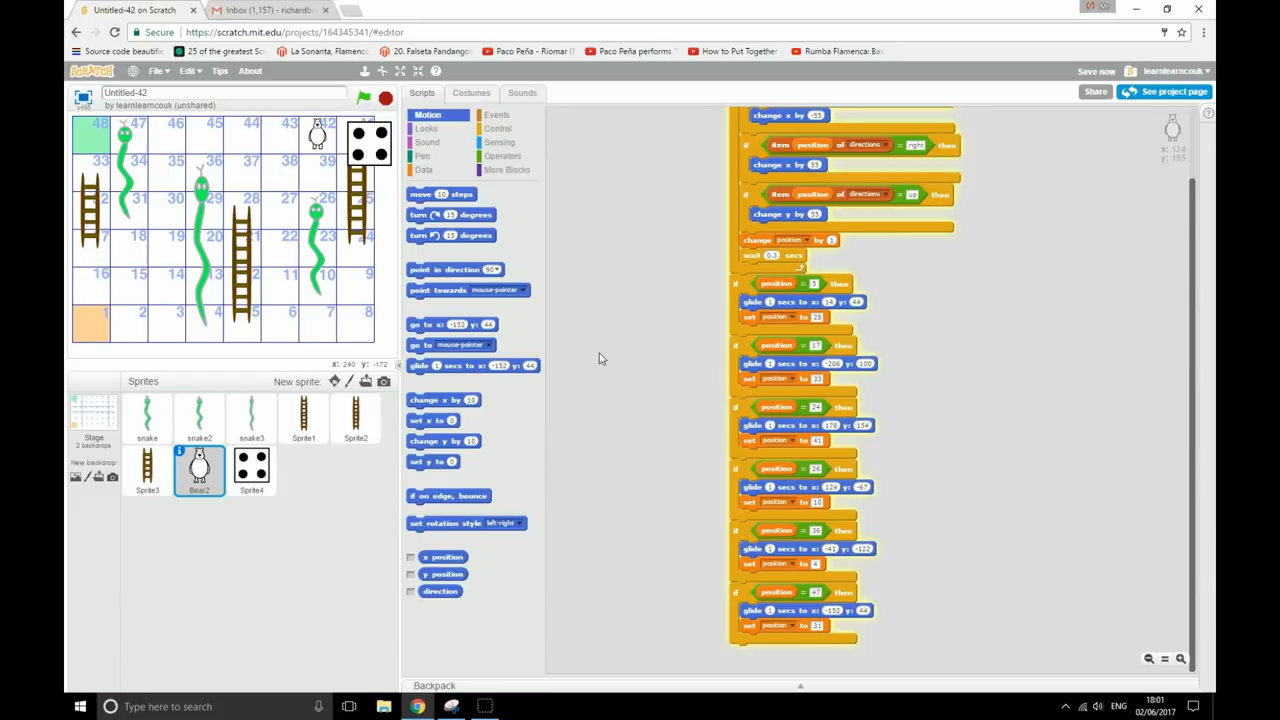 Untitled-42 on Scratch
Inbox (1,157) - richardb
Secure https://scratch.mit.edu/projects/164345341/#editor
Source code beautif
25 of the greatest Sc
La Sonanta, Flamenco
20. Falseta Fandango
Paco Peña - Riomar (
Paco Peña performs "
How to Put Together
Rumba Flamenca: Bas
SCRATCH
File
Edit
Tips
About
Save now
learnlearncouk
Untitled-42
by learnlearncouk (unshared)
Scripts
Costumes
Sounds
Share
See project page
Motion
Events
Looks
Control
Sound
Sensing
Pen
Operators
Data
More Blocks
48 47 46 45 44 43 42
33 34 35 36 37 38 39
31 30 29 28 27 26 25
18 19 20 21 22 23 24
16 15 14 13 12 11 10 9
1 2 3 4 5 6 7 8
x: 240 y: -172
move 10 steps
turn 15 degrees
turn 15 degrees
point in direction 90
point towards mouse-pointer
go to x: -152 y: 44
go to mouse-pointer
glide 1 secs to x: -152 y: 44
change x by 10
set x to 0
change y by 10
set y to 0
if on edge, bounce
set rotation style left-right
x position
y position
direction
change x by -55
if item position of directions = right then
change x by 55
if item position of directions = up then
change y by 55
change position by 1
wait 0.3 secs
if position = 5 then
glide 1 secs to x: 14 y: 44
set position to 28
if position = 17 then
glide 1 secs to x: -206 y: 100
set position to 33
if position = 24 then
glide 1 secs to x: 178 y: 154
set position to 41
if position = 26 then
glide 1 secs to x: 124 y: -67
set position to 10
if position = 36 then
glide 1 secs to x: -41 y: -122
set position to 4
if position = 47 then
glide 1 secs to x: -152 y: 44
set position to 31
x: 124
y: 155
Sprites
New sprite:
Stage
2 backdrops
New backdrop:
snake
snake2
snake3
Sprite1
Sprite2
Sprite3
Bear2
Sprite4
Backpack
Type here to search
ENG
18:01
02/06/2017